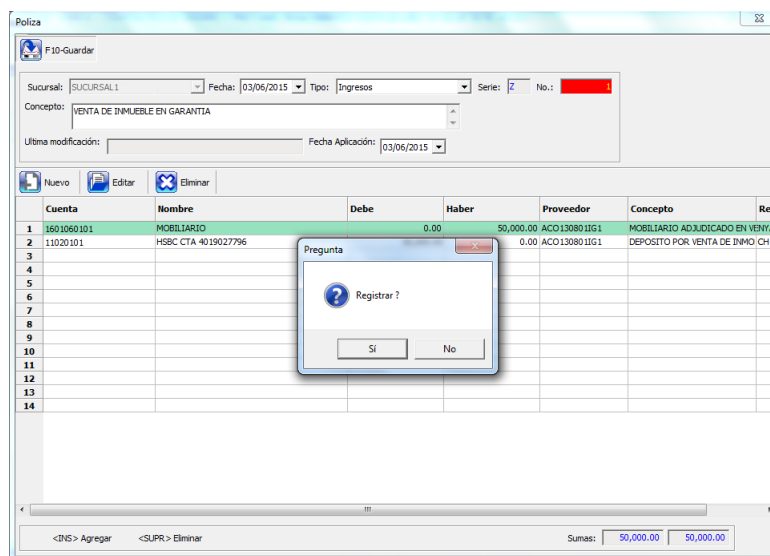 Poliza
F10-Guardar
Sucursal: SUCURSAL1 Fecha: 03/06/2015 Tipo: Ingresos Serie: Z No.: 1
Concepto: VENTA DE INMUEBLE EN GARANTIA
Ultima modificación: Fecha Aplicación: 03/06/2015
Nuevo Editar Eliminar
Cuenta Nombre Debe Haber Proveedor Concepto Re
1 1601060101 MOBILIARIO 0.00 50,000.00 ACO130801IG1 MOBILIARIO ADJUDICADO EN VENYA
2 11020101 HSBC CTA 4019027796 0.00 ACO130801IG1 DEPOSITO POR VENTA DE INMO CH
3
4
5
6
7
8
9
10
11
12
13
14
Pregunta
Registrar ?
Sí No
<INS> Agregar <SUPR> Eliminar Sumas: 50,000.00 50,000.00